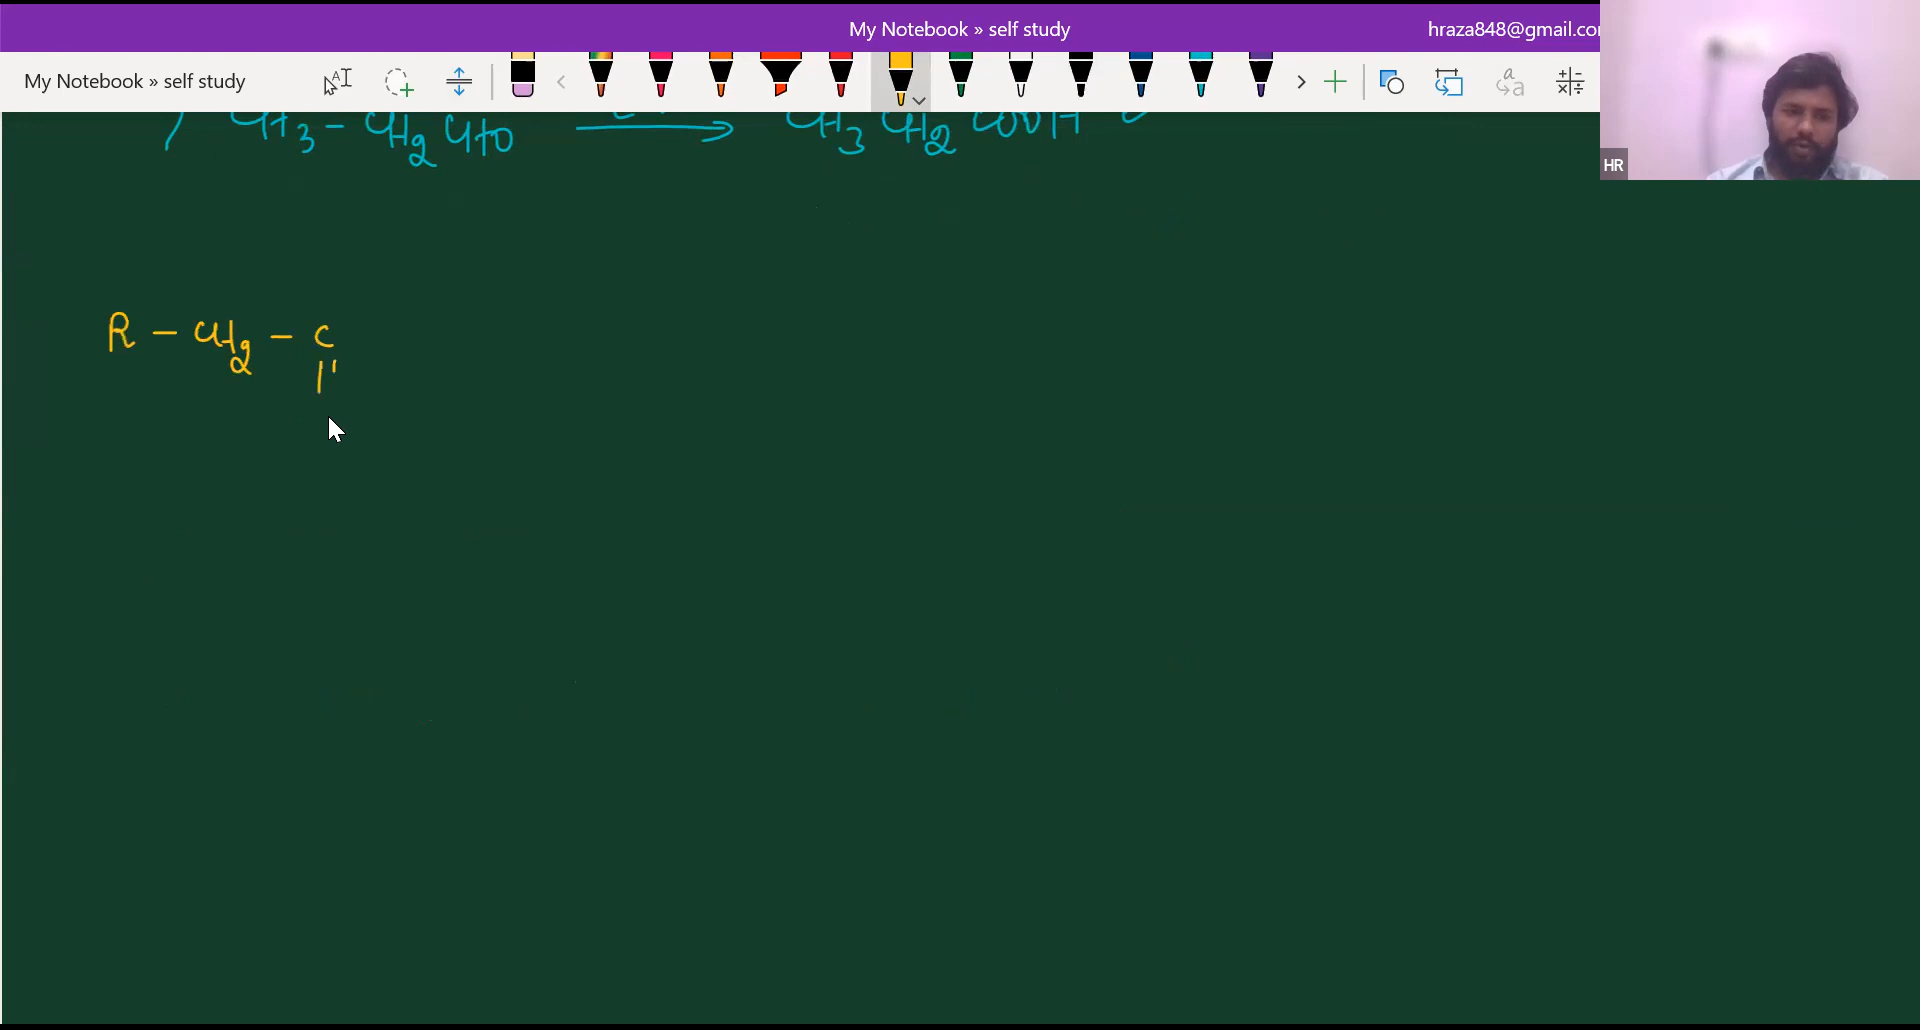 My Notebook » self study
hraza848@gmail.co
My Notebook » self study
CH3 - CH2 CHO → CH3 CH2 COOH
HR
R - CH2 - C
||